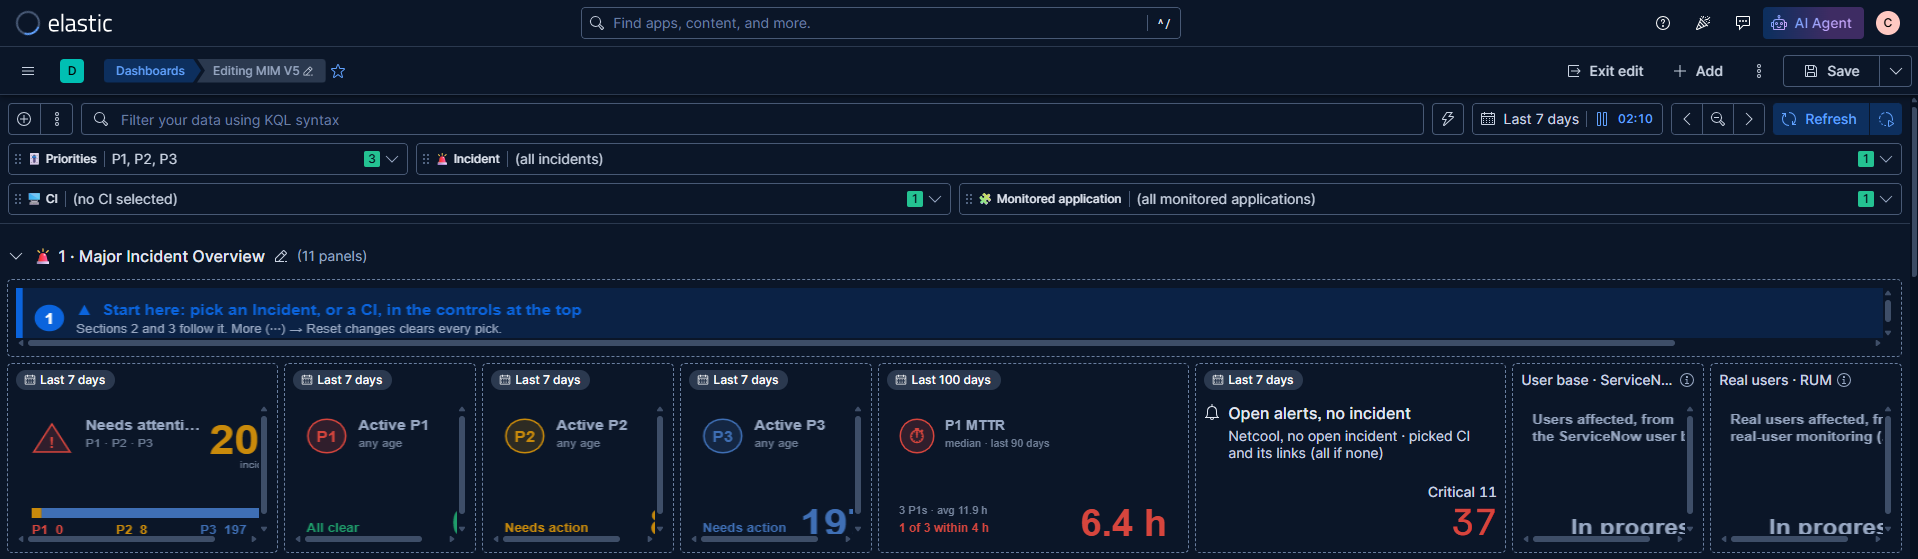 elastic
Find apps, content, and more.
^ /
AI Agent
C
D
Dashboards
Editing MIM V5
Exit edit
Add
Save
Filter your data using KQL syntax
Last 7 days
02:10
Refresh
Priorities
P1, P2, P3
3
Incident
(all incidents)
1
CI
(no CI selected)
1
Monitored application
(all monitored applications)
1
1 · Major Incident Overview
(11 panels)
1
▲ Start here: pick an Incident, or a CI, in the controls at the top
Sections 2 and 3 follow it. More (···) → Reset changes clears every pick.
Last 7 days
Needs attenti...
P1 · P2 · P3
20
inci
P1 0
P2 8
P3 197
Last 7 days
P1
Active P1
any age
All clear
Last 7 days
P2
Active P2
any age
Needs action
Last 7 days
P3
Active P3
any age
Needs action
197
Last 100 days
P1 MTTR
median · last 90 days
3 P1s · avg 11.9 h
1 of 3 within 4 h
6.4 h
Last 7 days
Open alerts, no incident
Netcool, no open incident · picked CI
and its links (all if none)
Critical 11
37
User base · ServiceN...
Users affected, from
the ServiceNow user
In progres
Real users · RUM
Real users affected, fr
real-user monitoring (
In progres